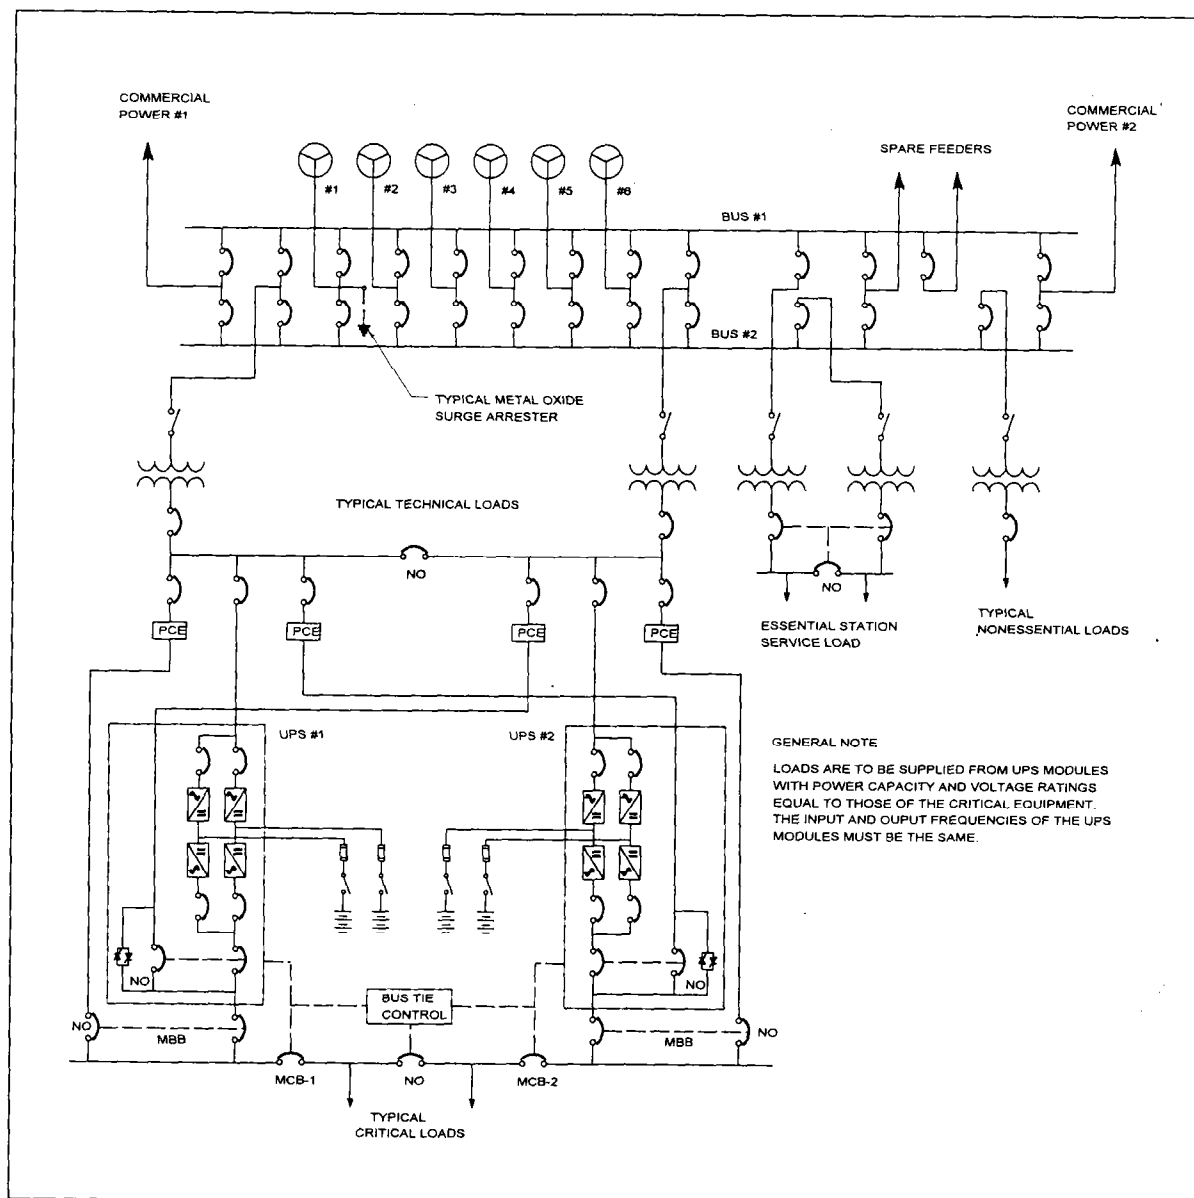 COMMERCIAL
POWER #1
COMMERCIAL
POWER #2
SPARE FEEDERS
#1
#2
#3
#4
#5
#6
BUS #1
BUS #2
TYPICAL METAL OXIDE
SURGE ARRESTER
TYPICAL TECHNICAL LOADS
NO
NO
PCE
PCE
PCE
PCE
ESSENTIAL STATION
SERVICE LOAD
TYPICAL
NONESSENTIAL LOADS
UPS #1
UPS #2
GENERAL NOTE
LOADS ARE TO BE SUPPLIED FROM UPS MODULES
WITH POWER CAPACITY AND VOLTAGE RATINGS
EQUAL TO THOSE OF THE CRITICAL EQUIPMENT.
THE INPUT AND OUPUT FREQUENCIES OF THE UPS
MODULES MUST BE THE SAME.
NO
NO
BUS TIE
CONTROL
NO
MBB
MBB
NO
MCB-1
NO
MCB-2
TYPICAL
CRITICAL LOADS